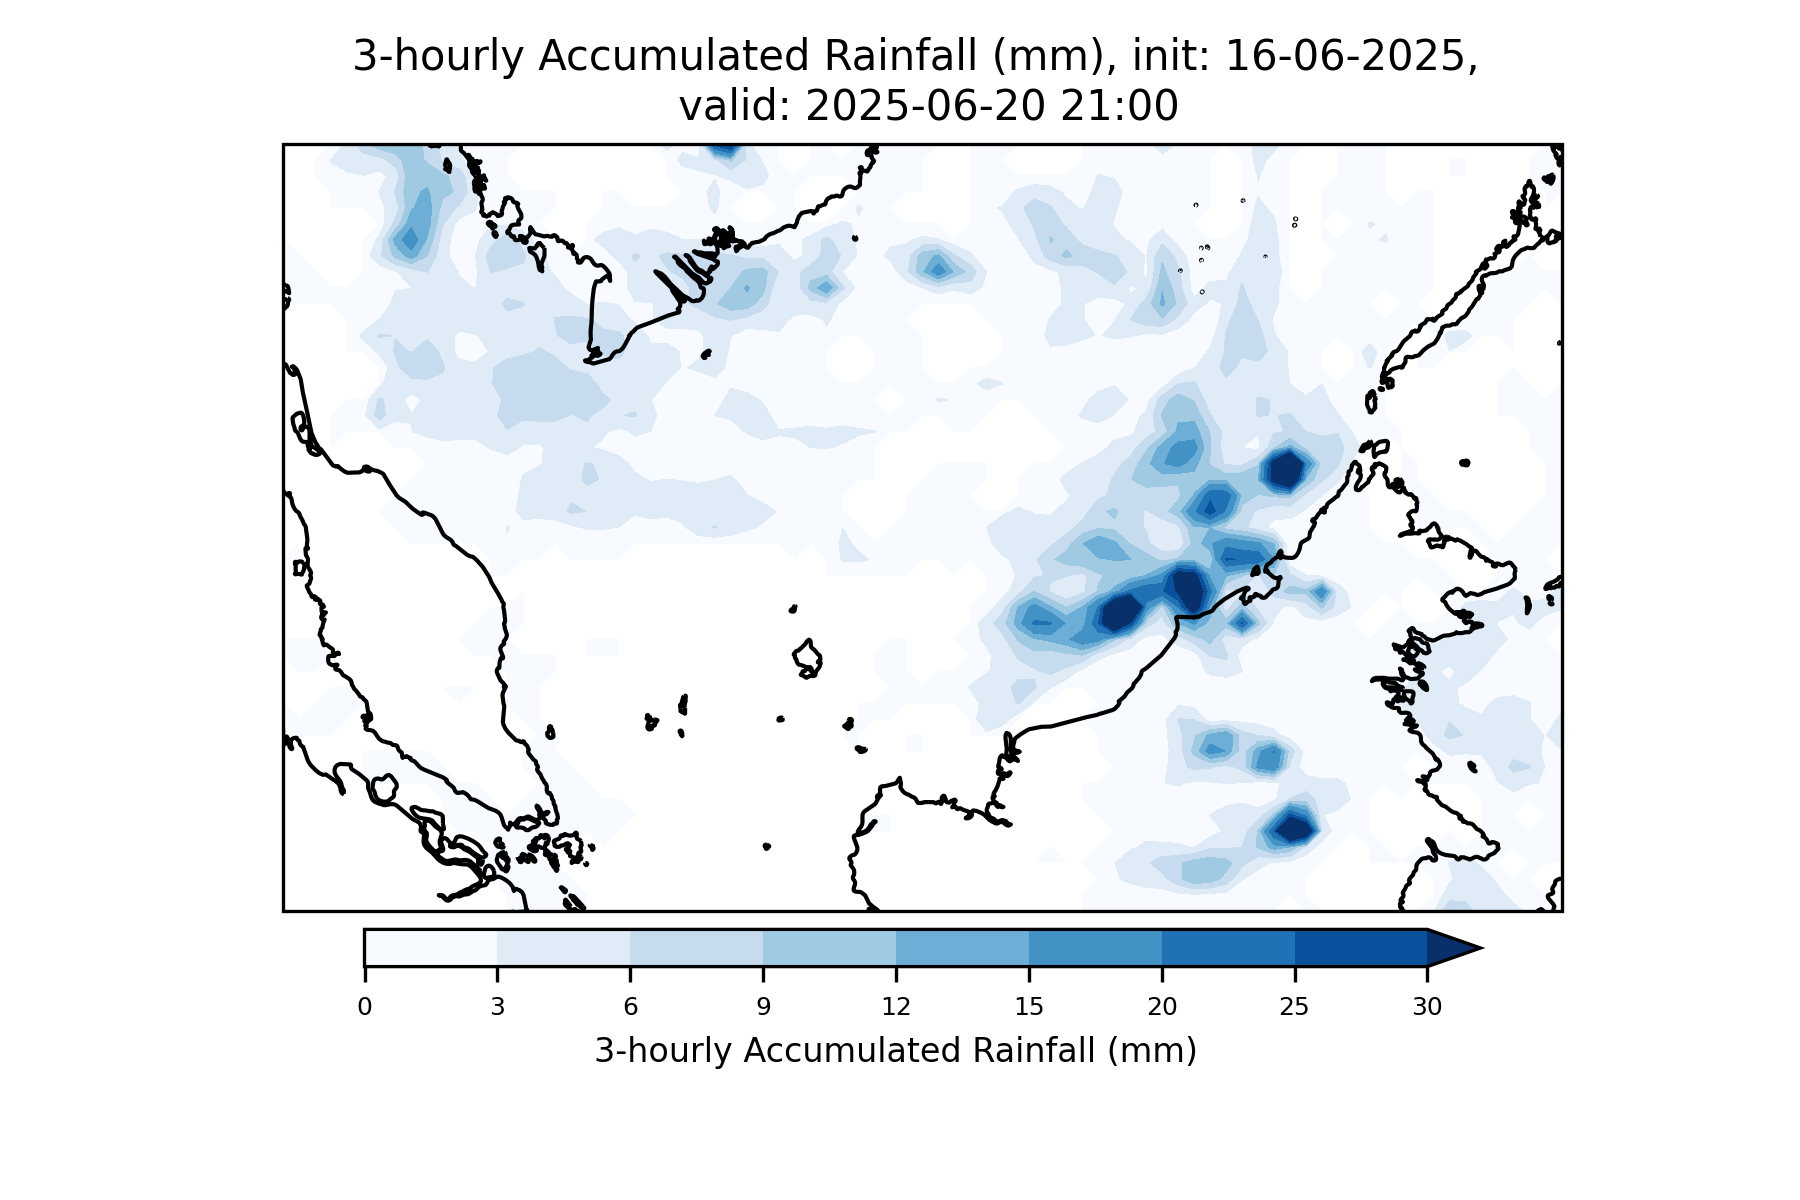 3-hourly Accumulated Rainfall (mm), init: 16-06-2025,
valid: 2025-06-20 21:00
0 3 6 9 12 15 20 25 30
3-hourly Accumulated Rainfall (mm)